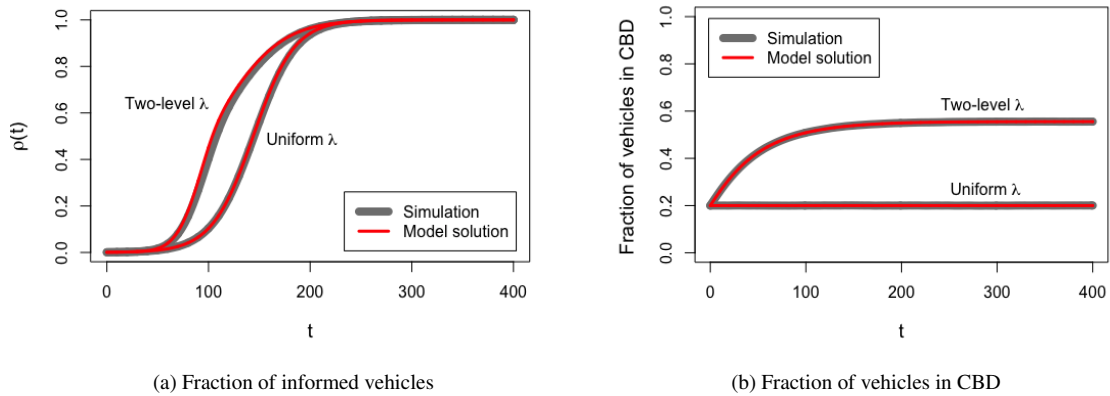 ρ(t)
1.0
0.8
0.6
0.4
0.2
0.0
Two-level λ
Uniform λ
Simulation
Model solution
0 100 200 300 400
t
(a) Fraction of informed vehicles
Fraction of vehicles in CBD
1.0
0.8
0.6
0.4
0.2
0.0
Simulation
Model solution
Two-level λ
Uniform λ
0 100 200 300 400
t
(b) Fraction of vehicles in CBD